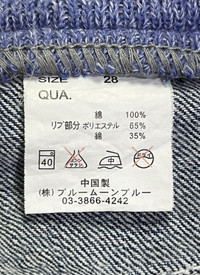 SIZE 28
QUA.
綿 100%
リブ部分 ポリエステル 65%
綿 35%
40
中国製
(株) ブルームーンブルー
03-3866-4242